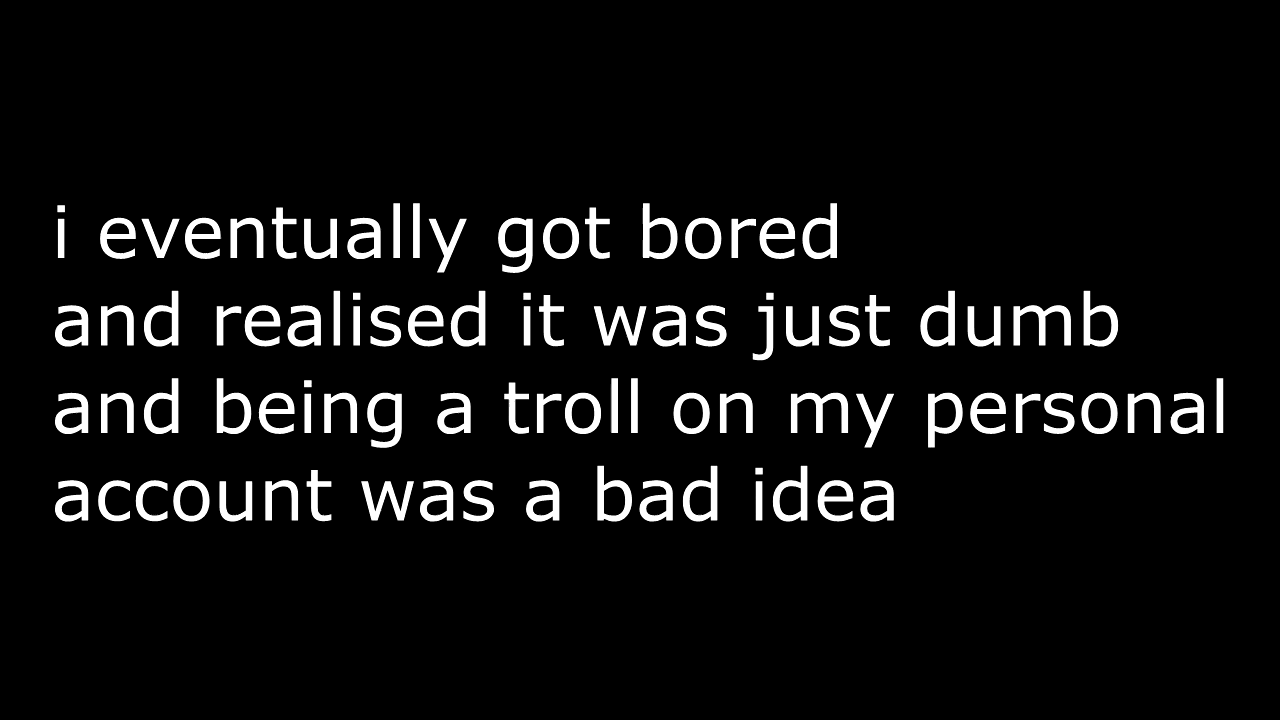 i eventually got bored
and realised it was just dumb
and being a troll on my personal
account was a bad idea